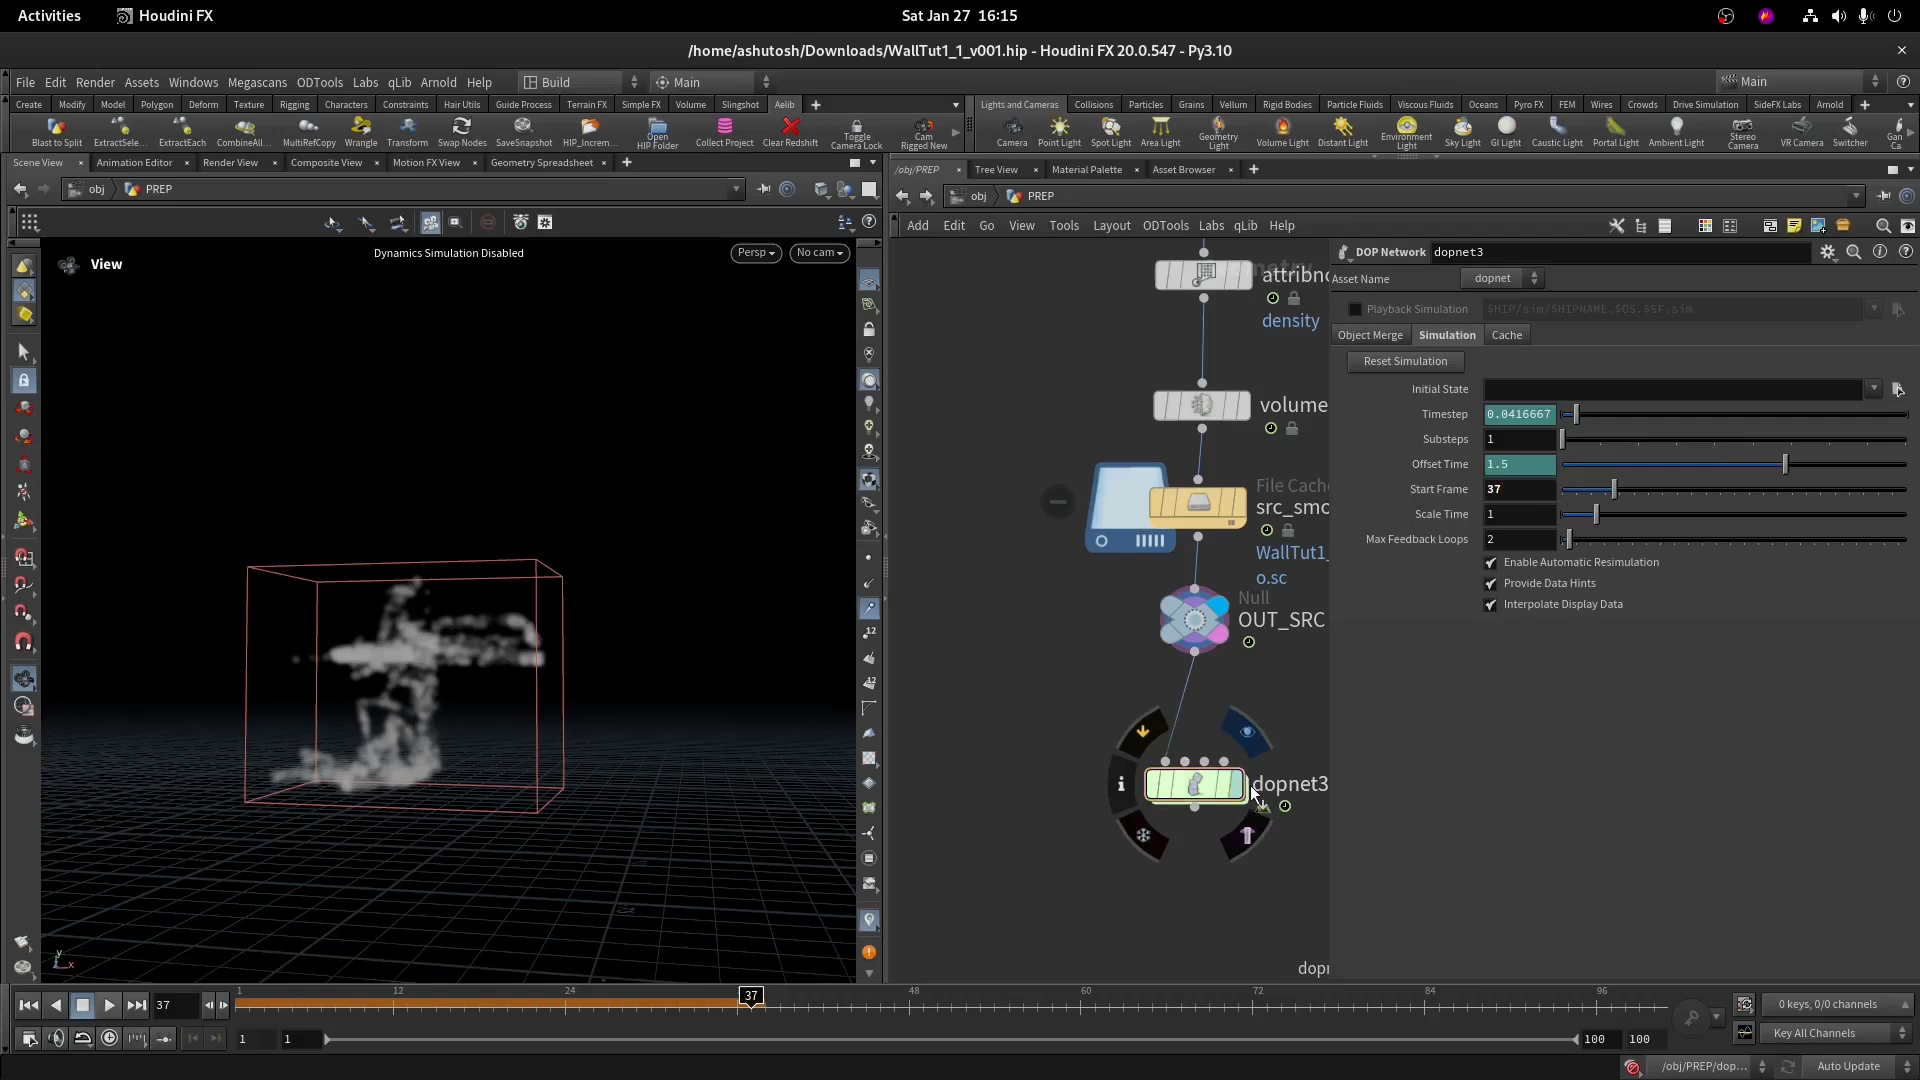 Activities
Houdini FX
Sat Jan 27 16:15
/home/ashutosh/Downloads/WallTut1_1_v001.hip - Houdini FX 20.0.547 - Py3.10
File Edit Render Assets Windows Megascans ODTools Labs qLib Arnold Help
Build
Main
Main
Create Modify Model Polygon Deform Texture Rigging Characters Constraints Hair Utils Guide Process Terrain FX Simple FX Volume Slingshot Aelib
Lights and Cameras Collisions Particles Grains Vellum Rigid Bodies Particle Fluids Viscous Fluids Oceans Pyro FX FEM Wires Crowds Drive Simulation SideFX Labs Arnold
Blast to Split ExtractSele... ExtractEach CombineAll... MultiRefCopy Wrangle Transform Swap Nodes SaveSnapshot HIP_Increm... Open HIP Folder Collect Project Clear Redshift Toggle Camera Lock Cam Rigged New
Camera Point Light Spot Light Area Light Geometry Light Volume Light Distant Light Environment Light Sky Light GI Light Caustic Light Portal Light Ambient Light Stereo Camera VR Camera Switcher Gan Ca
Scene View Animation Editor Render View Composite View Motion FX View Geometry Spreadsheet
/obj/PREP Tree View Material Palette Asset Browser
obj PREP
obj PREP
Add Edit Go View Tools Layout ODTools Labs qLib Help
View
Dynamics Simulation Disabled
Persp
No cam
attribno
density
volume
File Cache
src_smo
WallTut1_
o.sc
Null
OUT_SRC
dopnet3
dopn
DOP Network dopnet3
Asset Name dopnet
Playback Simulation $HIP/sim/$HIPNAME.$OS.$SF.sim
Object Merge Simulation Cache
Reset Simulation
Initial State
Timestep 0.0416667
Substeps 1
Offset Time 1.5
Start Frame 37
Scale Time 1
Max Feedback Loops 2
Enable Automatic Resimulation
Provide Data Hints
Interpolate Display Data
12
12
y
x
37
1 12 24 37 48 60 72 84 96
0 keys, 0/0 channels
1 1 100 100
Key All Channels
/obj/PREP/dop...
Auto Update